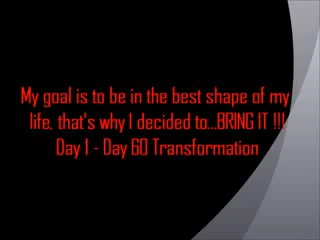 My goal is to be in the best shape of my
life, that's why I decided to...BRING IT !!!
Day 1 - Day 60 Transformation